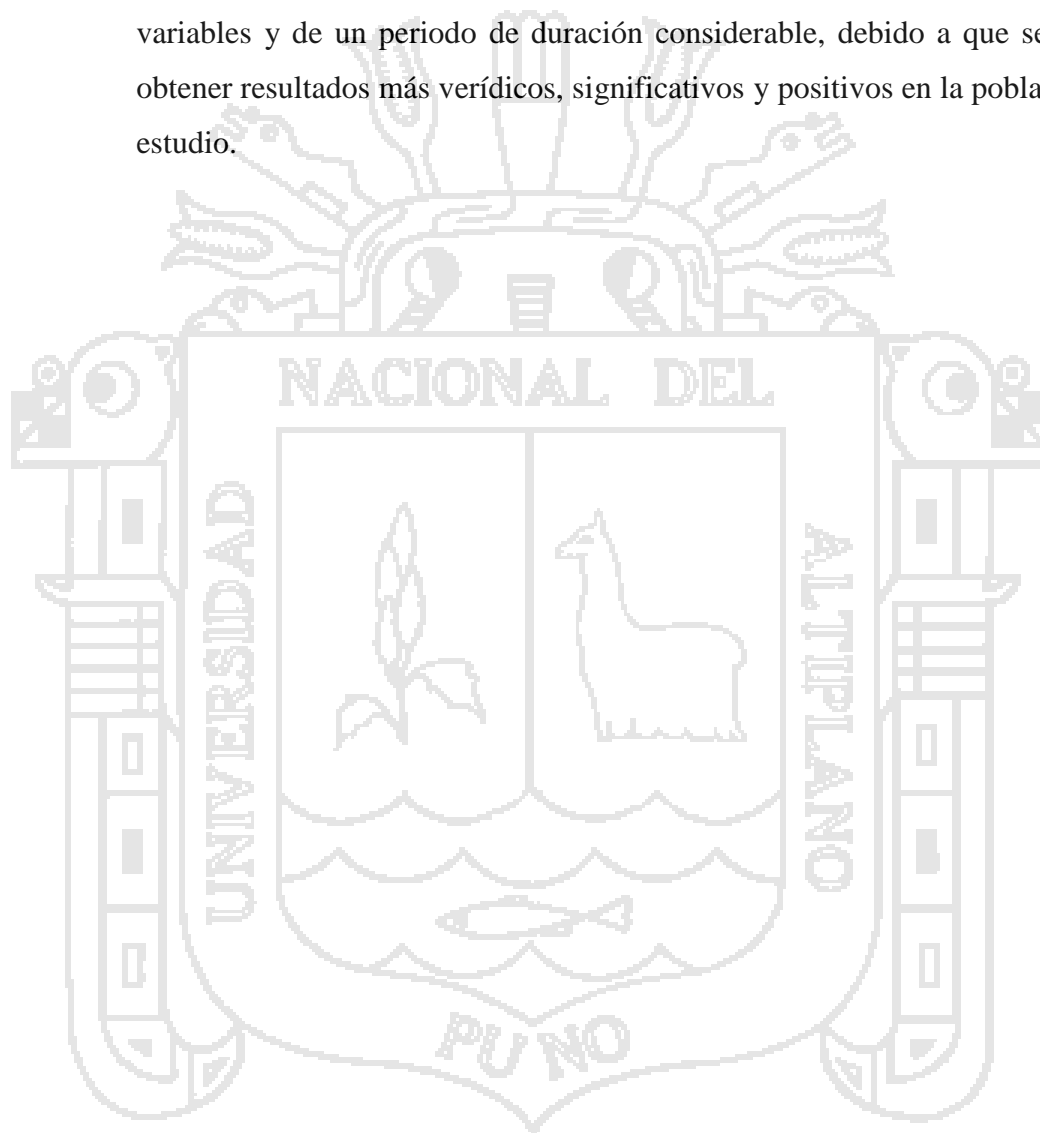 variables y de un periodo de duración considerable, debido a que se
obtener resultados más verídicos, significativos y positivos en la pobla
estudio.
NACIONAL DEL
UNIVERSIDAD
ALTIPLANO
PUNO